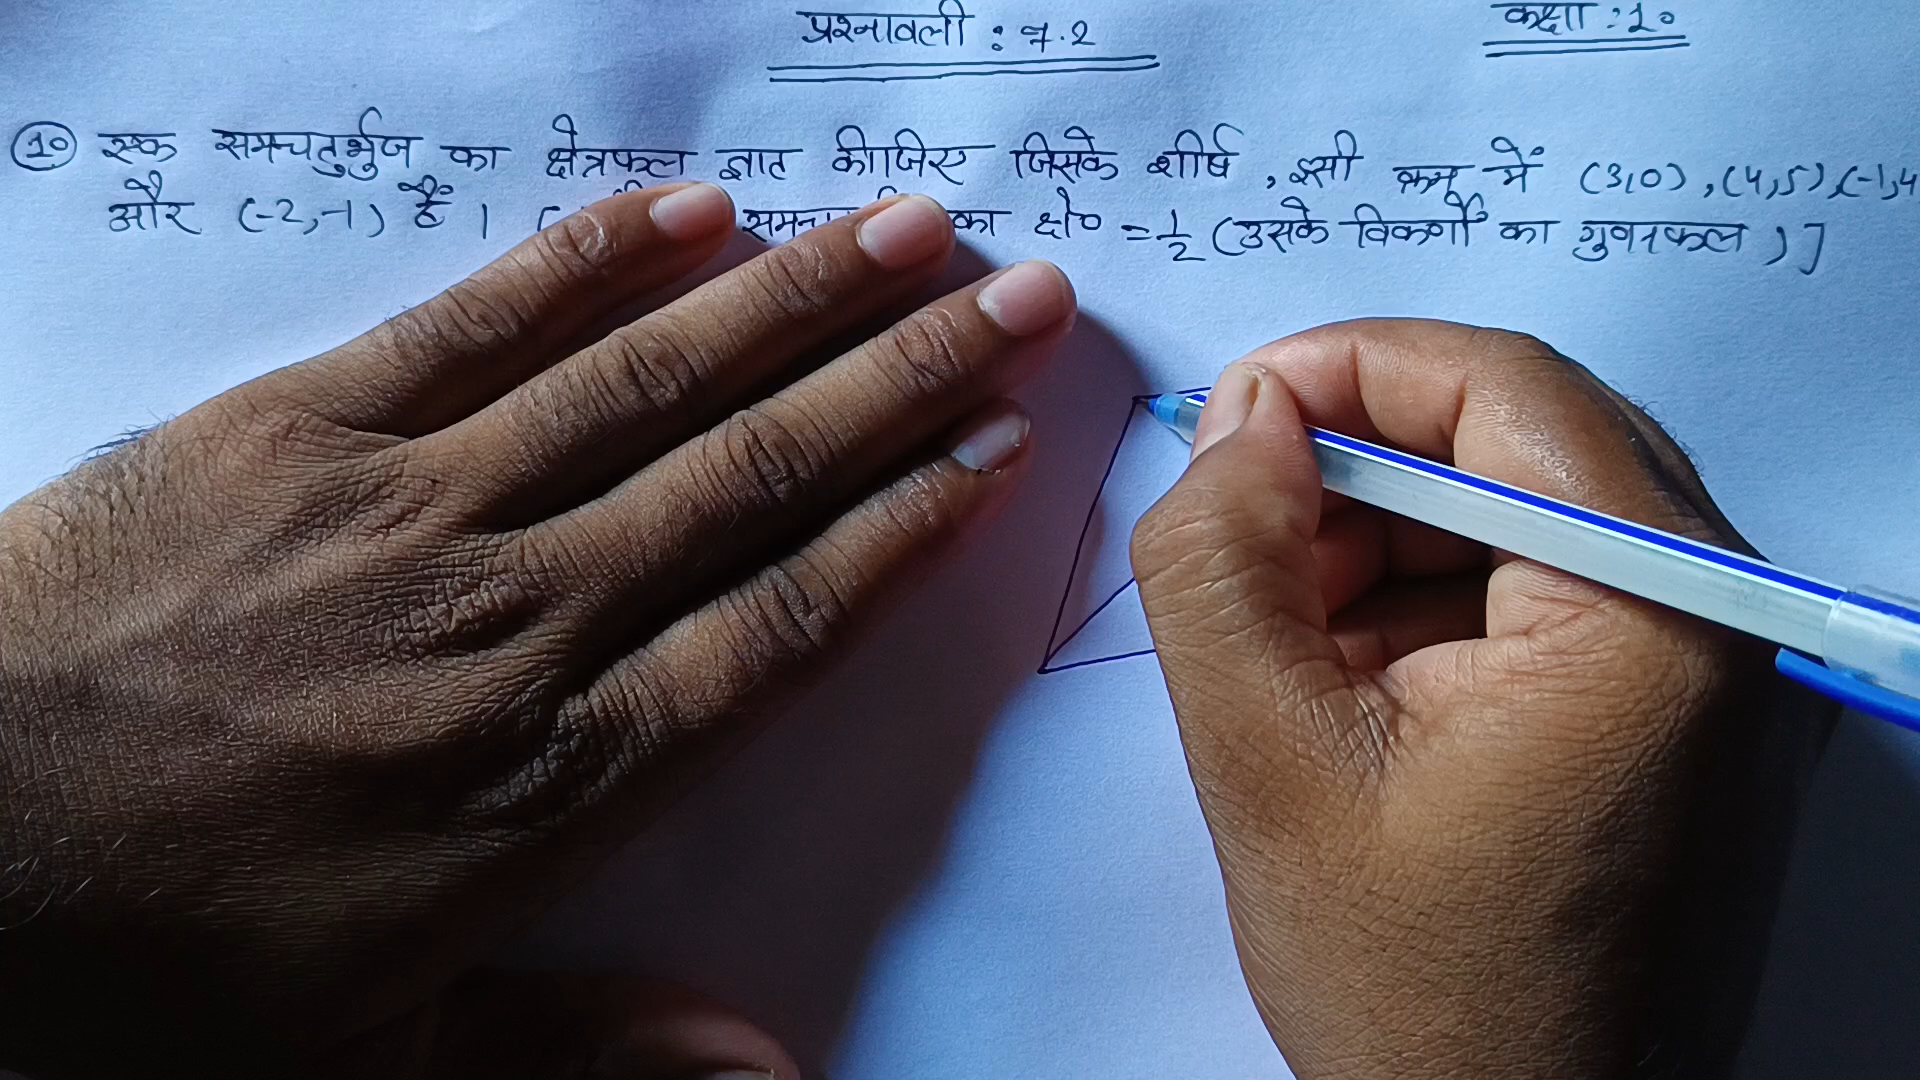 प्रश्नावली : 7.2
कक्षा : 10
10 एक समचतुर्भुज का क्षेत्रफल ज्ञात कीजिए जिसके शीर्ष , इसी क्रम में (3,0) , (4,5) , (-1,4
और (-2,-1) हैं । का क्षे० = 1/2 (उसके विकर्णों का गुणनफल ) ]